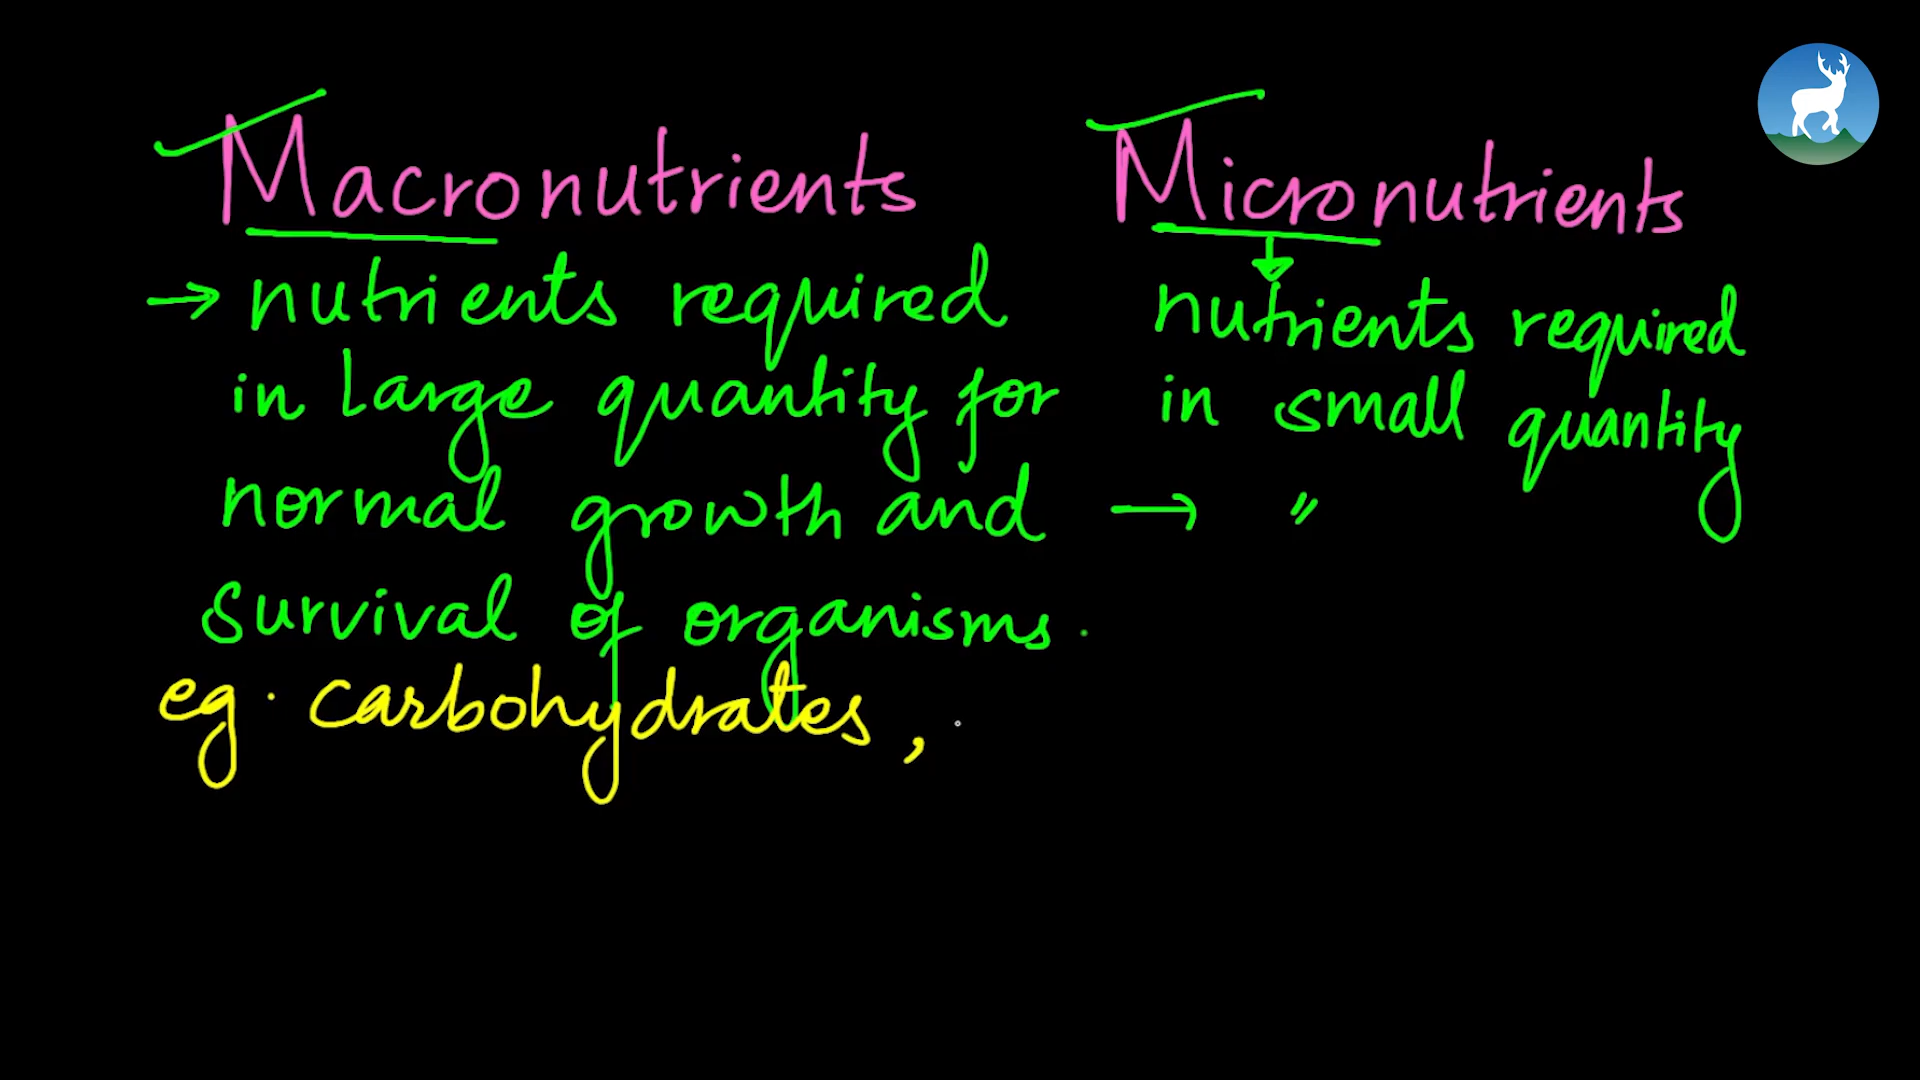 Macronutrients
→ nutrients required
in large quantity for
normal growth and
survival of organisms.
eg. carbohydrates,
Micronutrients
nutrients required
in small quantity
→ "